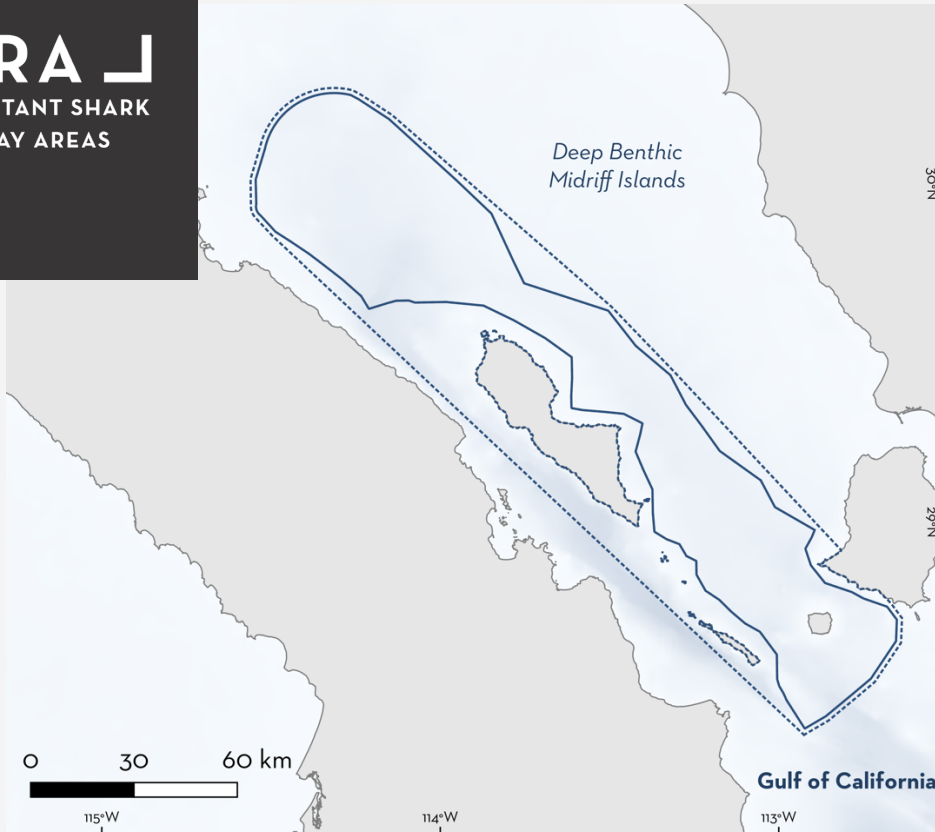 RA
TANT SHARK
AY AREAS
Deep Benthic
Midriff Islands
30°N
29°N
0 30 60 km
Gulf of California
115°W 114°W 113°W